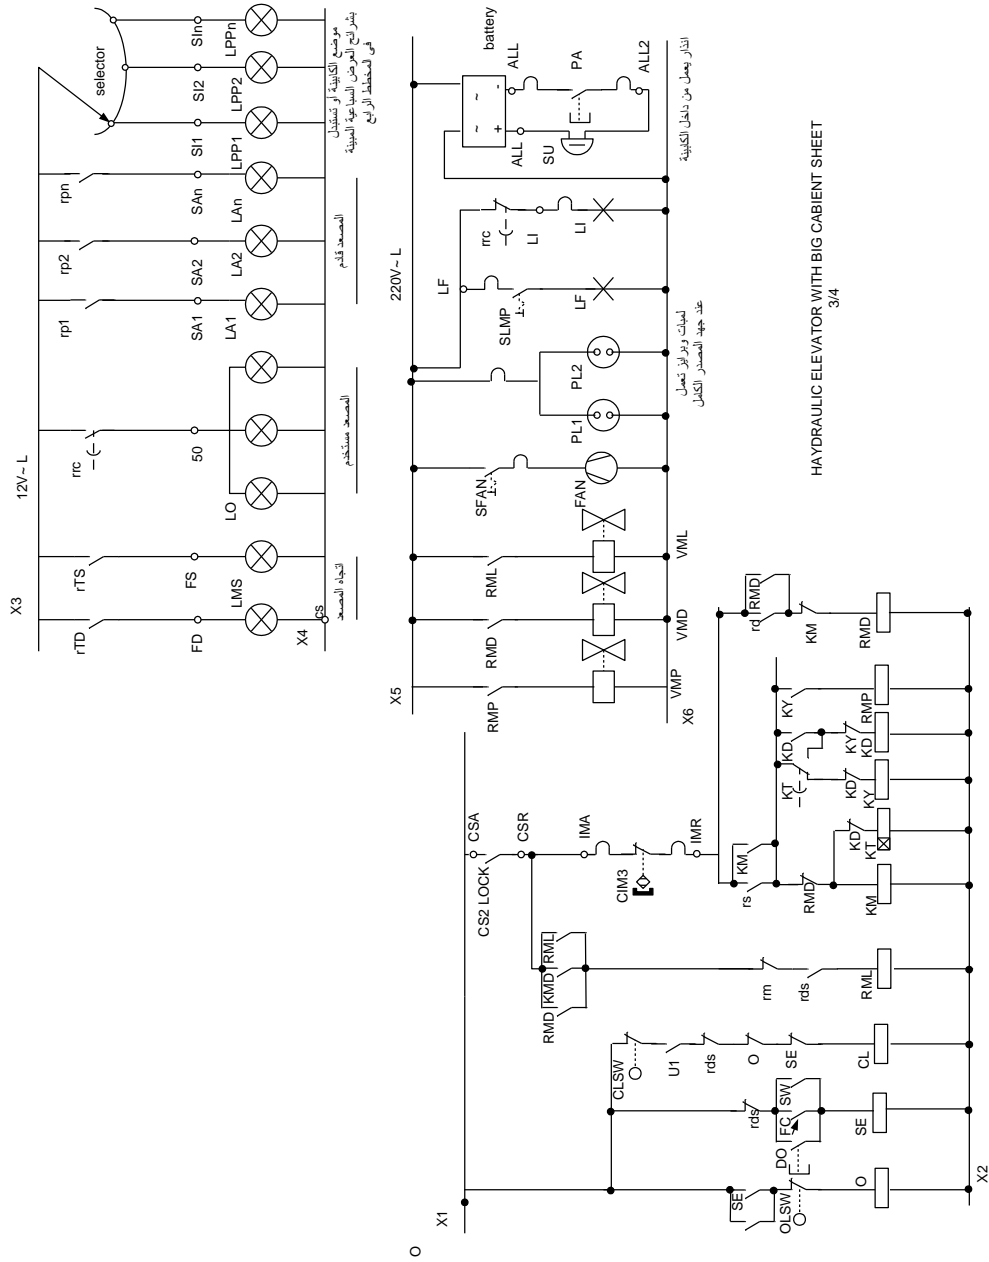 selector
SIn
SI2
SI1
LPPn
LPP2
LPP1
موضع الكابينة او تستبدل
بشرائح العرض السباعية المبينة
فى المخطط الرابع
rpn
rp2
rp1
SAn
SA2
SA1
LAn
LA2
LA1
المصعد قادم
rrc
50
LO
المصعد مستخدم
12V~ L
X3
rTS
rTD
FS
FD
LMS
X4
cs
اتجاه المصعد
battery
ALL
PA
ALL2
~
~
-
+
ALL
SU
انذار يعمل من داخل الكابينة
220V~ L
LF
rrc
LI
LI
SLMP
LF
PL2
PL1
لمبات وبرايز تعمل
عند جهد المصدر الكامل
SFAN
FAN
X5
RML
RMD
RMP
VML
VMD
VMP
X6
HAYDRAULIC ELEVATOR WITH BIG CABIENT SHEET
3/4
CSA
CS2 LOCK
CSR
IMA
CIM3
IMR
rd
RMD
KM
RMD
KY
RMP
KD
KY
KD
KT
KD
KY
KD
KT
KM
rs
RMD
KM
RMD
KMD
RML
rm
rds
RML
CLSW
U1
rds
O
SE
CL
rds
FC
SW
SE
DO
SE
OLSW
O
X1
X2
O